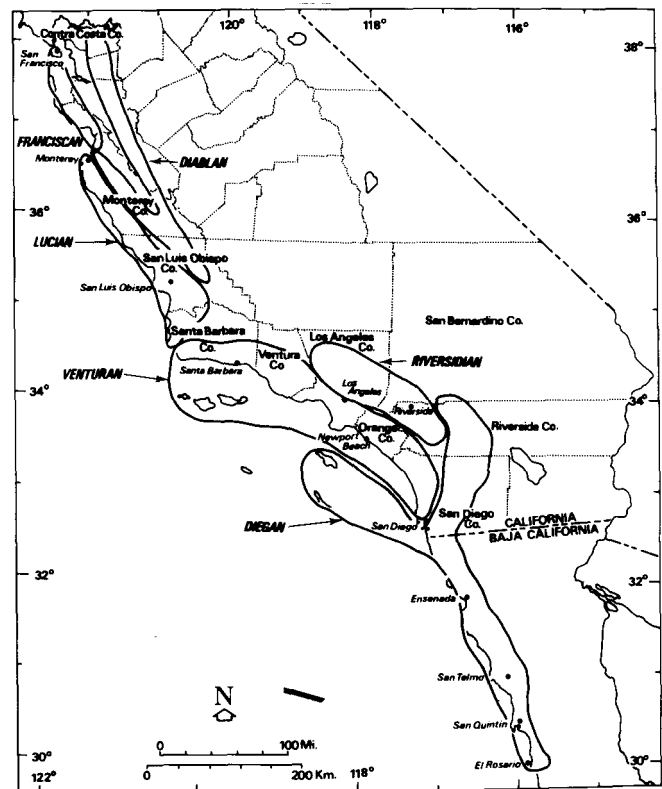 120°
118°
Contra Costa Co.
38°
San
Francisco
FRANCISCAN
DIABLAN
Monterey
Monterey
Co.
36°
36°
LUCIAN
San Luis Obispo
Co.
San Luis Obispo
Santa Barbara
Co.
Los Angeles
Co.
San Bernardino Co.
Ventura
Co
RIVERSIDIAN
VENTURAN
Santa Barbara
Los
Angeles
34°
34°
Riverside
Riverside Co.
Orange
Co.
Newport
Beach
DIEGAN
San Diego
San Diego
Co.
CALIFORNIA
BAJA CALIFORNIA
32°
32°
Ensenada
San Telmo
N
San Quintin
0
100 Mi.
30°
El Rosario
30°
0
200 Km.
122°
118°